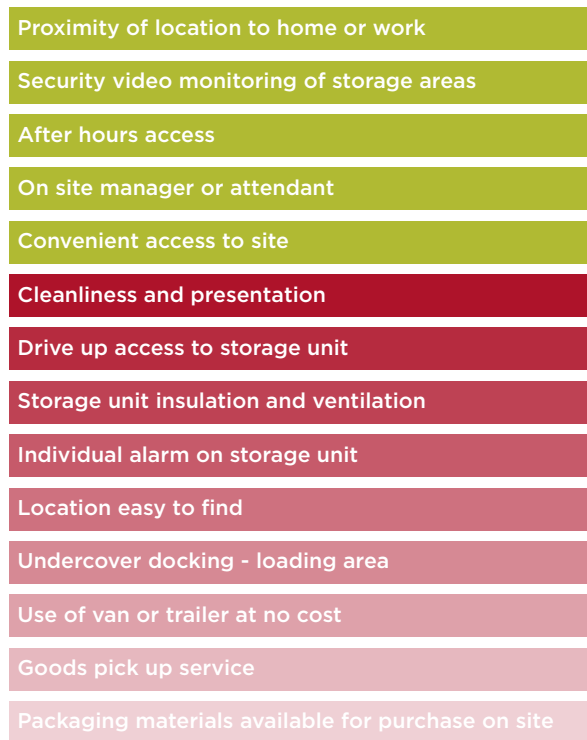 Proximity of location to home or work
Security video monitoring of storage areas
After hours access
On site manager or attendant
Convenient access to site
Cleanliness and presentation
Drive up access to storage unit
Storage unit insulation and ventilation
Individual alarm on storage unit
Location easy to find
Undercover docking - loading area
Use of van or trailer at no cost
Goods pick up service
Packaging materials available for purchase on site